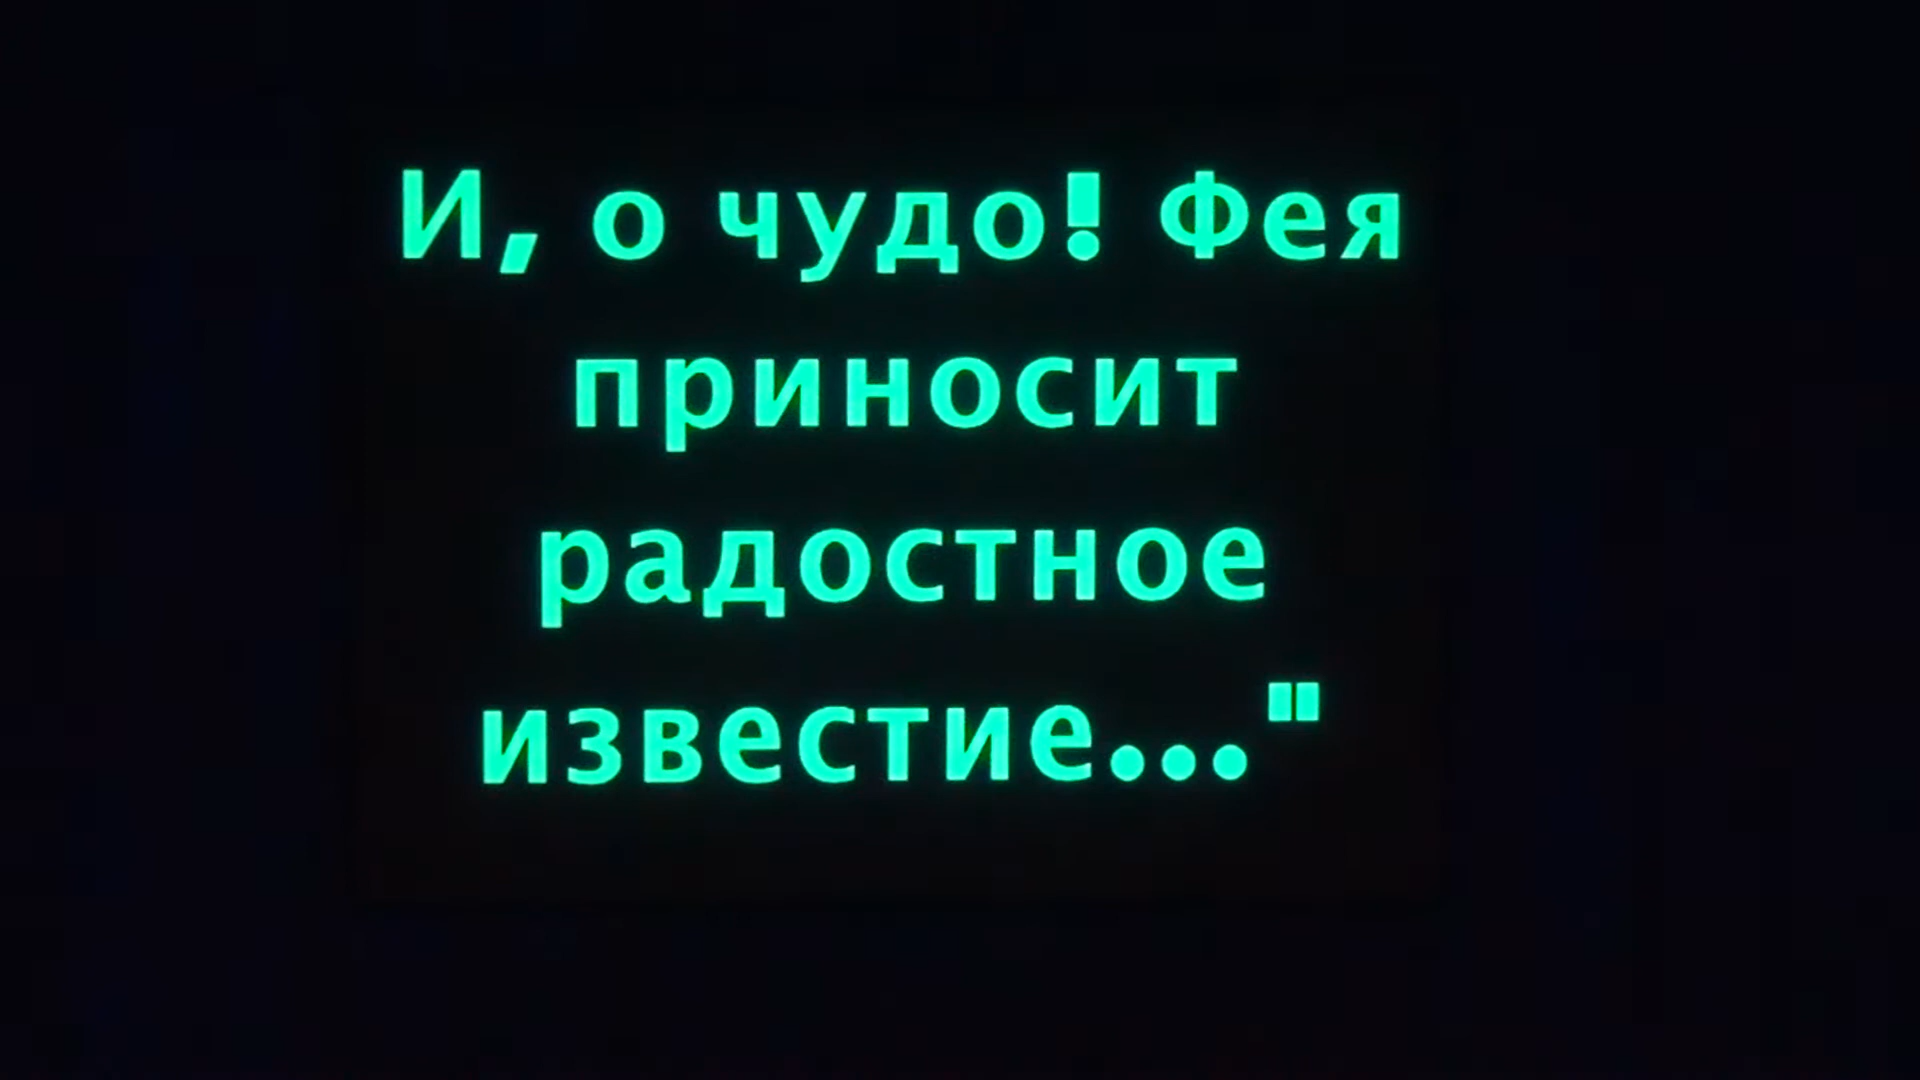 И, о чудо! Фея
приносит
радостное
известие..."